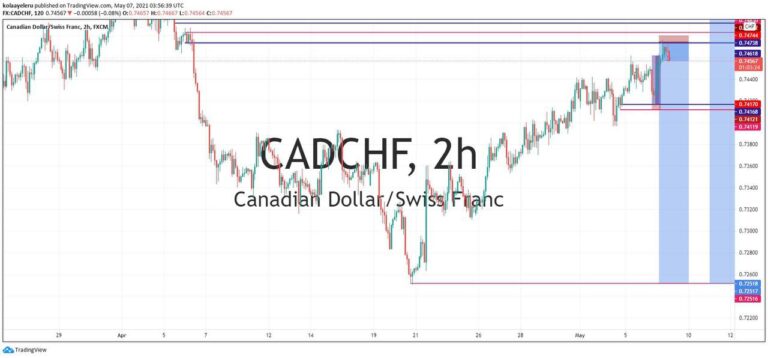 kolaayeleru published on TradingView.com, May 07, 2021 03:56:39 UTC
FX:CADCHF, 120 0.74567 ▼ −0.00058 (−0.08%) O:0.74657 H:0.74667 L:0.74564 C:0.74567
Canadian Dollar/Swiss Franc, 2h, FXCM
CHF
0.74744
0.74738
0.74618
0.74567
0.74170
0.74168
0.74121
0.74119
0.73800
0.73600
0.73400
0.73200
0.73000
0.72800
0.72600
0.72518
0.72517
0.72516
0.72200
CADCHF, 2h
Canadian Dollar/Swiss Franc
29 Apr 7 12 14 19 21 26 28 May 5 10 12
TradingView